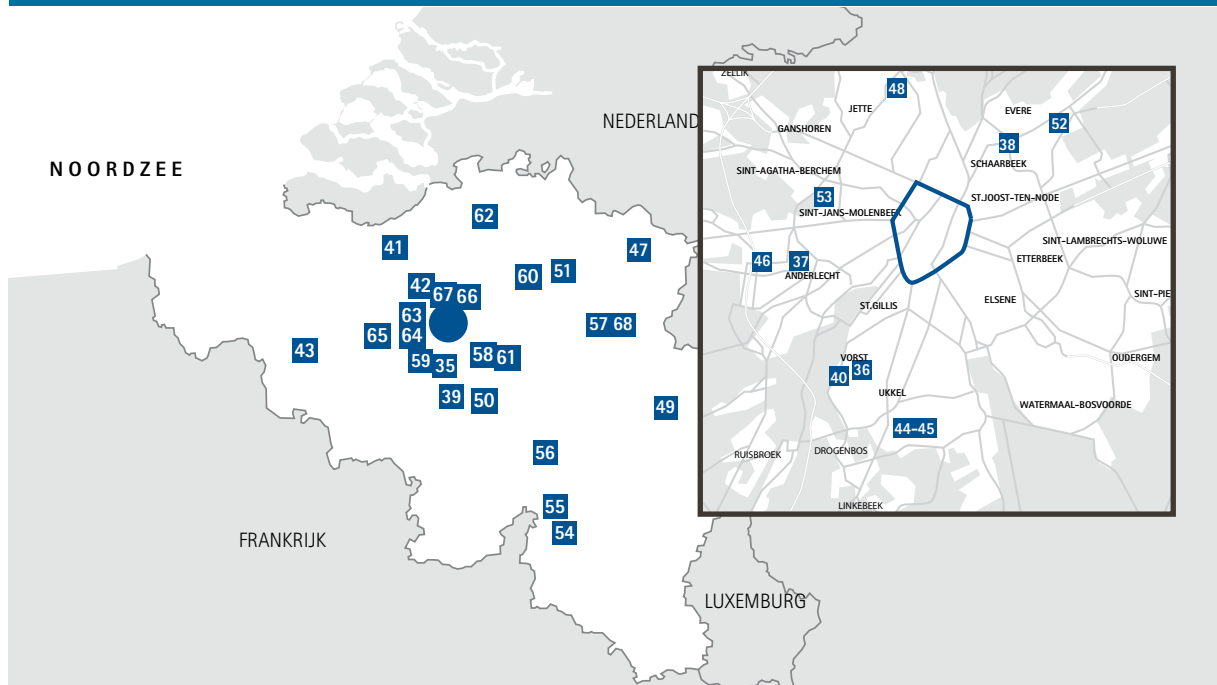 NEDERLAND
NOORDZEE
62
41
47
60
51
42
67
66
63
57 68
65
64
43
58
61
59
35
39
50
49
56
55
54
FRANKRIJK
LUXEMBURG
ZELLIK
48
JETTE
EVERE
52
GANSHOREN
38
SCHAARBEEK
SINT-AGATHA-BERCHEM
53
ST.JOOST-TEN-NODE
SINT-JANS-MOLENBEEK
SINT-LAMBRECHTS-WOLUWE
46
37
ETTERBEEK
ANDERLECHT
SINT-PIE
ELSENE
ST.GILLIS
VORST
OUDERGEM
40
36
UKKEL
WATERMAAL-BOSVOORDE
44-45
DROGENBOS
RUISBROEK
LINKEBEEK